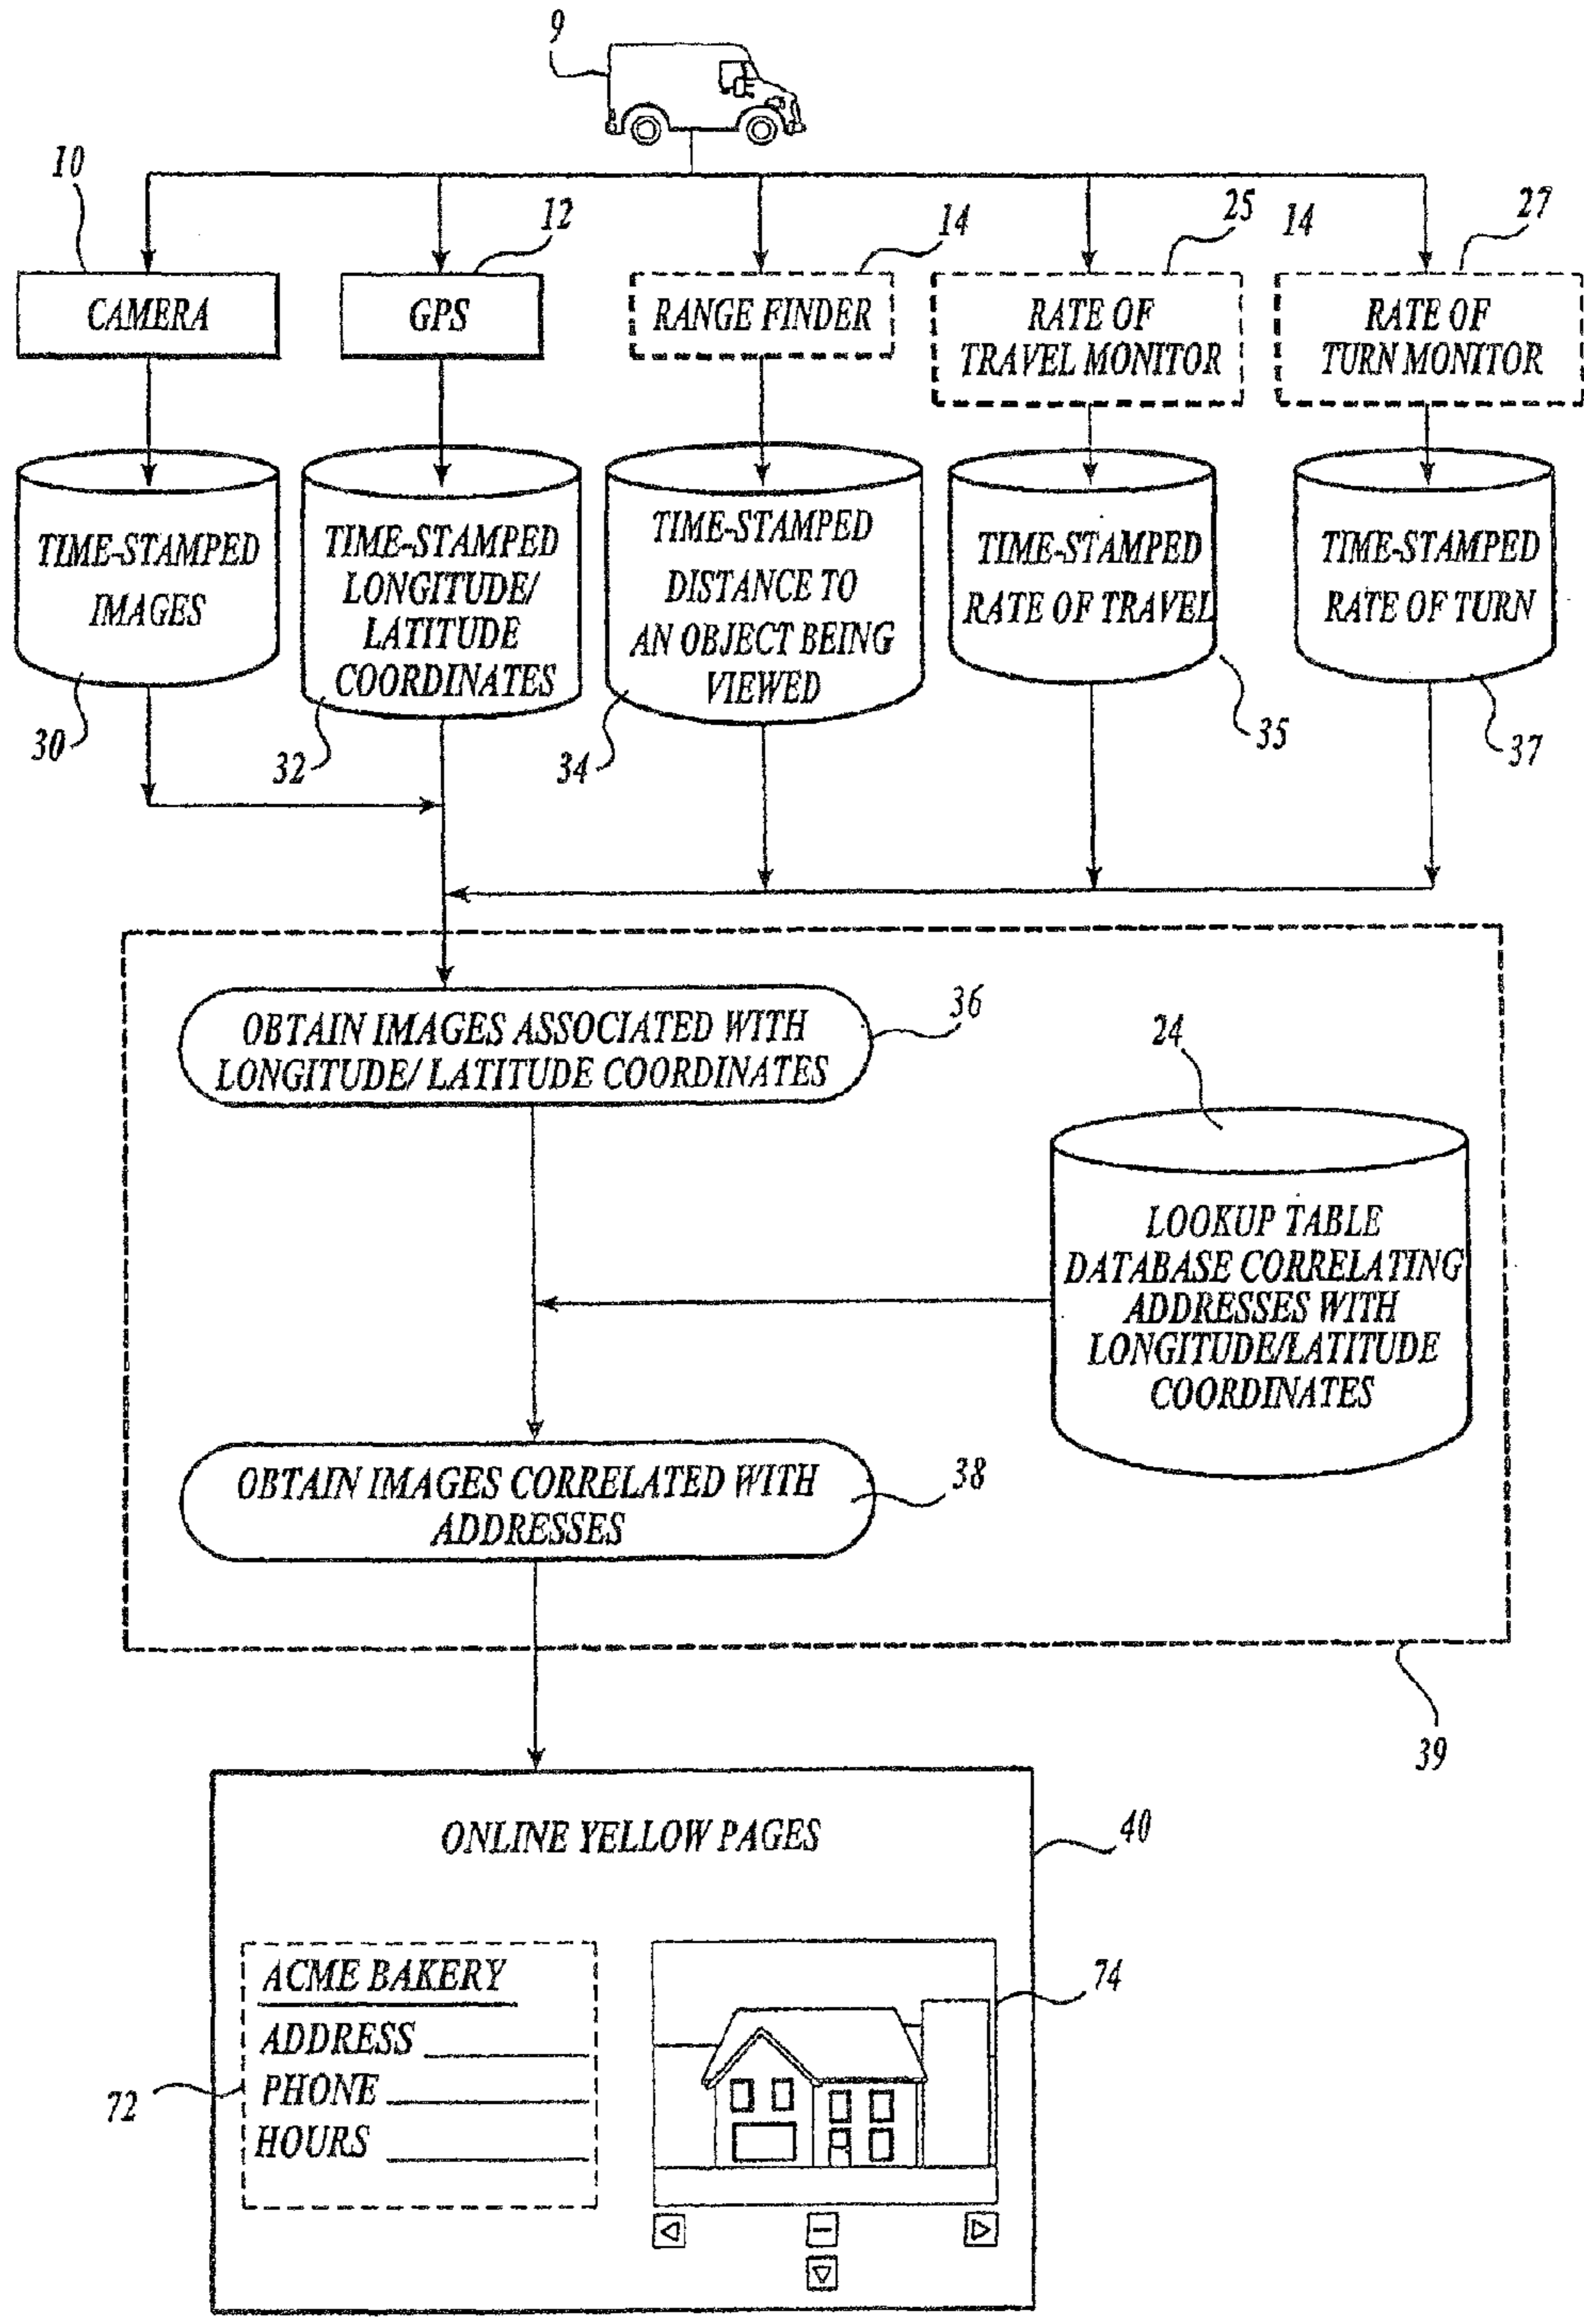 9
10
12
14
25
14
27
CAMERA
GPS
RANGE FINDER
RATE OF
TRAVEL MONITOR
RATE OF
TURN MONITOR
TIME-STAMPED
IMAGES
TIME-STAMPED
LONGITUDE/
LATITUDE
COORDINATES
TIME-STAMPED
DISTANCE TO
AN OBJECT BEING
VIEWED
TIME-STAMPED
RATE OF TRAVEL
TIME-STAMPED
RATE OF TURN
30
32
34
35
37
OBTAIN IMAGES ASSOCIATED WITH
LONGITUDE/ LATITUDE COORDINATES
36
24
LOOKUP TABLE
DATABASE CORRELATING
ADDRESSES WITH
LONGITUDE/LATITUDE
COORDINATES
OBTAIN IMAGES CORRELATED WITH
ADDRESSES
38
39
ONLINE YELLOW PAGES
40
ACME BAKERY
ADDRESS
PHONE
HOURS
72
74